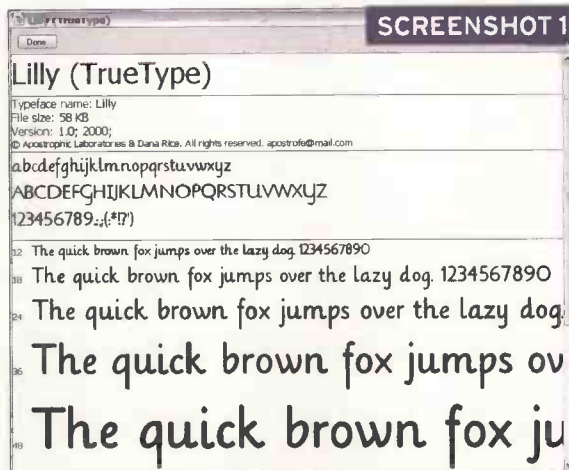 SCREENSHOT 1
Lilly (TrueType)
Done
Lilly (TrueType)
Typeface name: Lilly
File size: 58 KB
Version: 1.0; 2000;
© Apostrophic Laboratories & Dana Rice. All rights reserved. apostrofe@mail.com
abcdefghijklmnopqrstuvwxyz
ABCDEFGHIJKLMNOPQRSTUVWXYZ
123456789.:,;(:*!?')
12 The quick brown fox jumps over the lazy dog. 1234567890
18 The quick brown fox jumps over the lazy dog. 1234567890
24 The quick brown fox jumps over the lazy dog.
36 The quick brown fox jumps ov
48 The quick brown fox ju